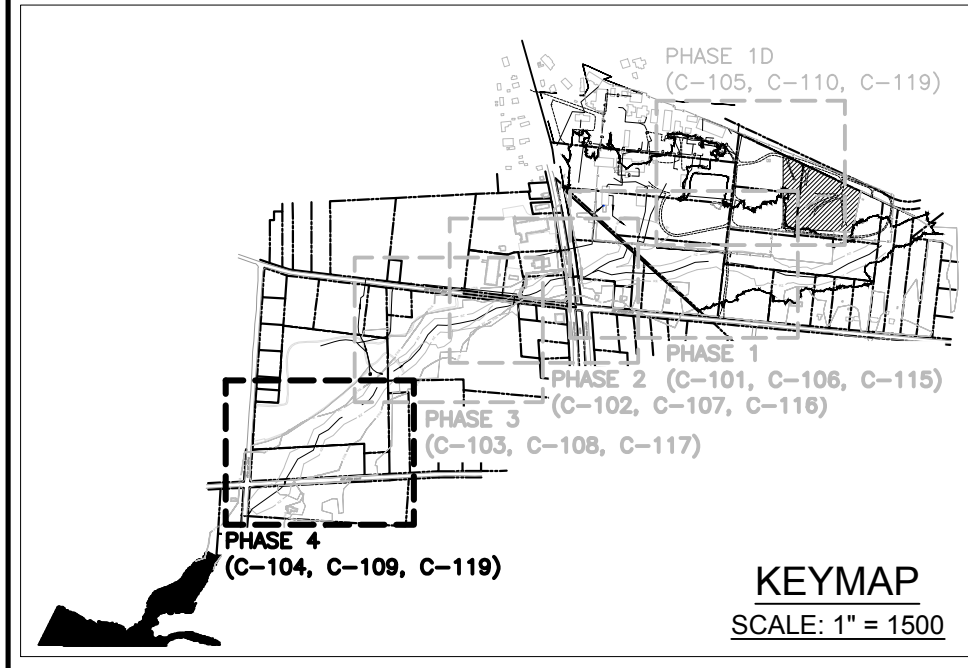 PHASE 1D
(C-105, C-110, C-119)
PHASE 1
(C-101, C-106, C-115)
PHASE 2
(C-102, C-107, C-116)
PHASE 3
(C-103, C-108, C-117)
PHASE 4
(C-104, C-109, C-119)
KEYMAP
SCALE: 1" = 1500